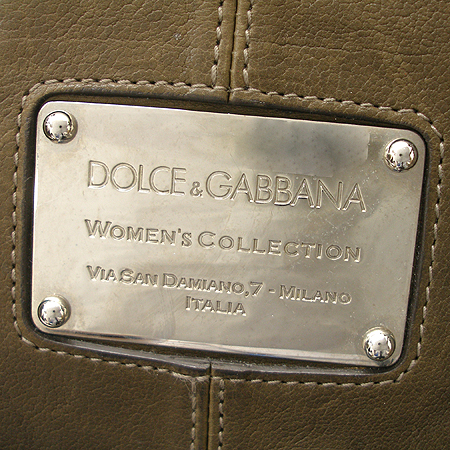 DOLCE & GABBANA
WOMEN'S COLLECTION
VIA SAN DAMIANO,7 - MILANO
ITALIA